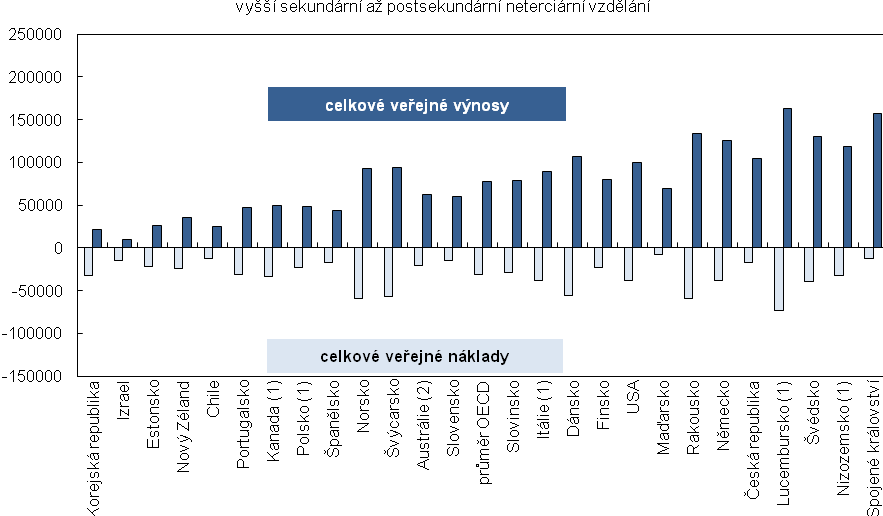 vyšší sekundární až postsekundární neterciární vzdělání
250000
200000
150000
100000
50000
0
-50000
-100000
-150000
celkové veřejné výnosy
celkové veřejné náklady
Korejská republika
Izrael
Estonsko
Nový Zéland
Chile
Portugalsko
Kanada (1)
Polsko (1)
Španělsko
Norsko
Švýcarsko
Austrálie (2)
Slovensko
průměr OECD
Slovinsko
Itálie (1)
Dánsko
Finsko
USA
Maďarsko
Rakousko
Německo
Česká republika
Lucembursko (1)
Švédsko
Nizozemsko (1)
Spojené království